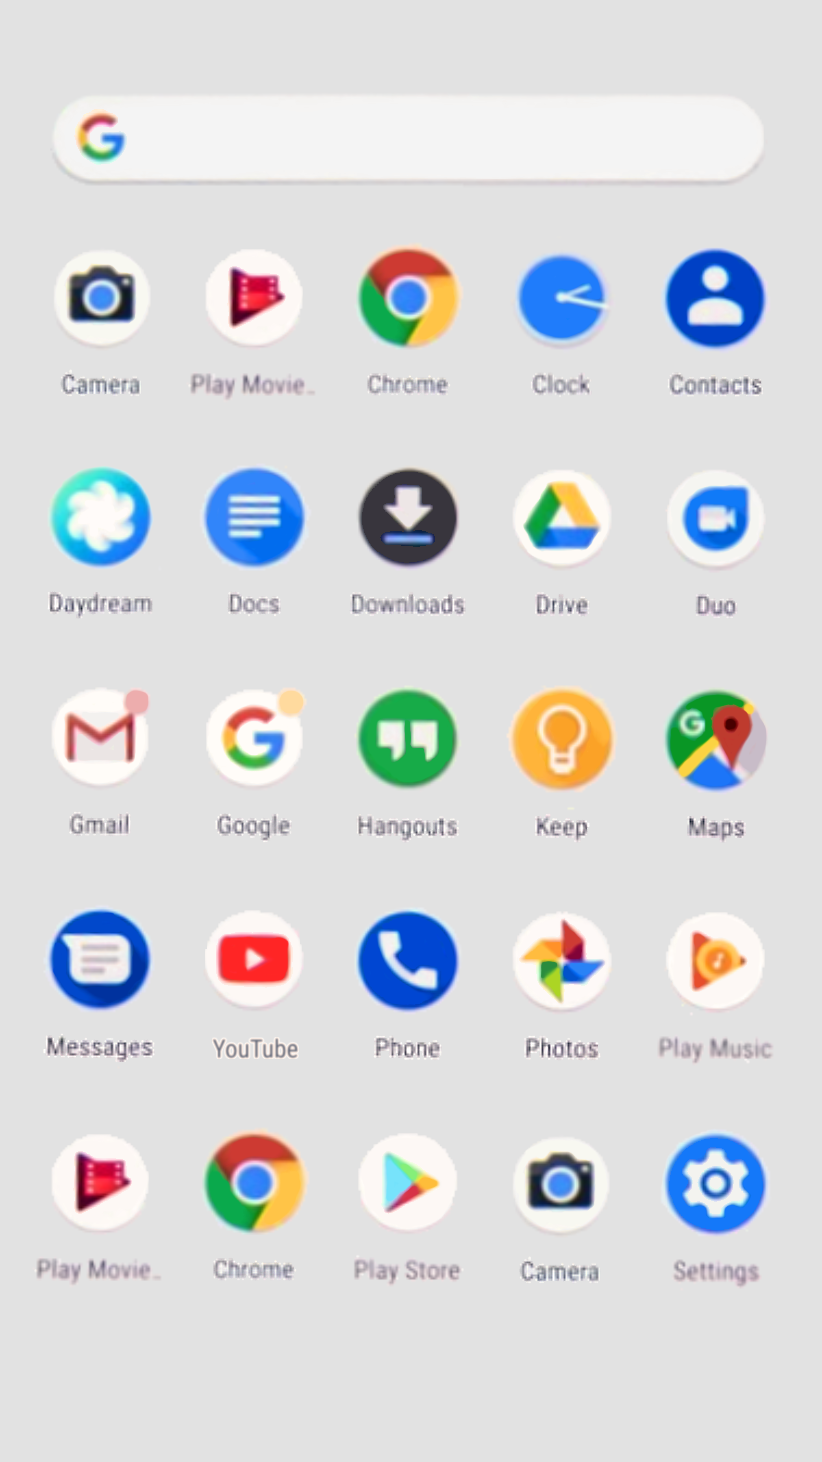 Camera
Play Movie..
Chrome
Clock
Contacts
Daydream
Docs
Downloads
Drive
Duo
Gmail
Google
Hangouts
Keep
Maps
Messages
YouTube
Phone
Photos
Play Music
Play Movie..
Chrome
Play Store
Camera
Settings